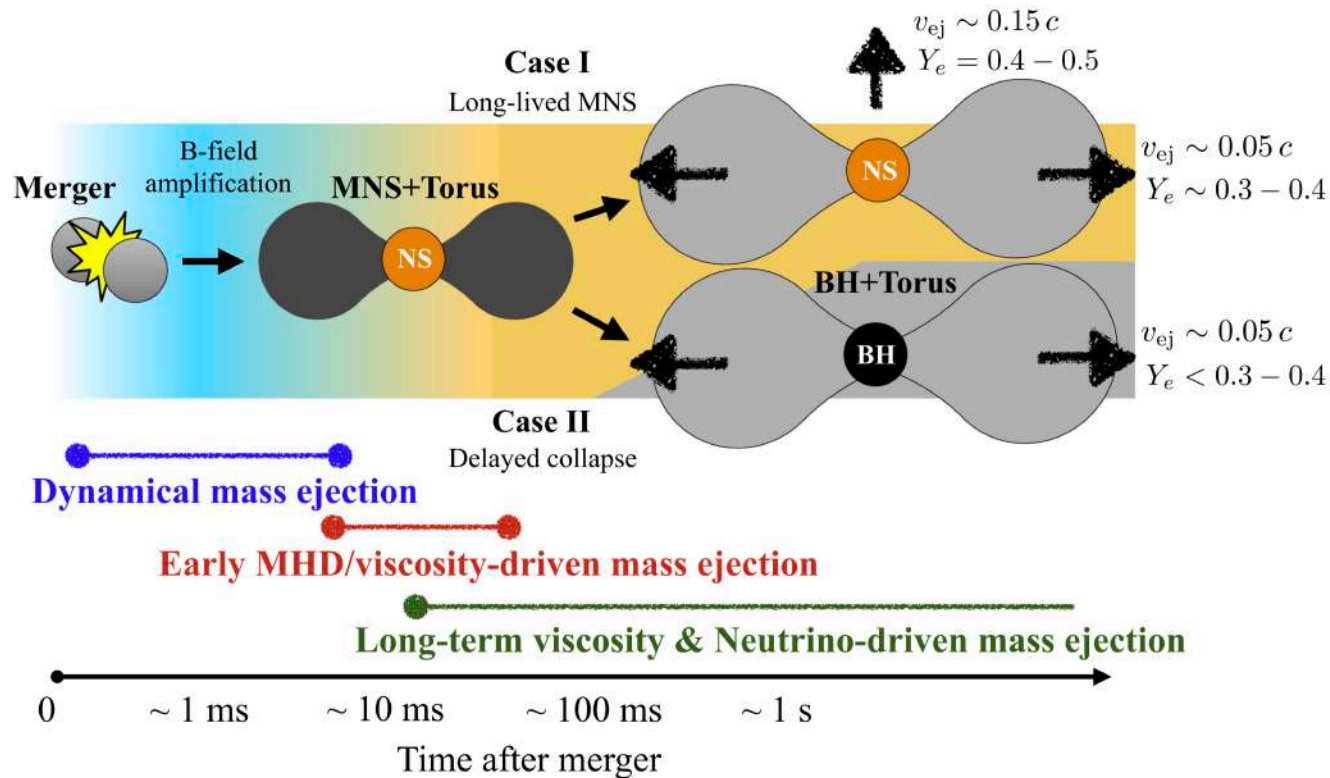 Case I
Long-lived MNS
v_ej ∼ 0.15 c
Y_e = 0.4 − 0.5
B-field
amplification
Merger
MNS+Torus
NS
NS
v_ej ∼ 0.05 c
Y_e ∼ 0.3 − 0.4
BH+Torus
BH
v_ej ∼ 0.05 c
Y_e < 0.3 − 0.4
Case II
Delayed collapse
Dynamical mass ejection
Early MHD/viscosity-driven mass ejection
Long-term viscosity & Neutrino-driven mass ejection
0 ~ 1 ms ~ 10 ms ~ 100 ms ~ 1 s
Time after merger